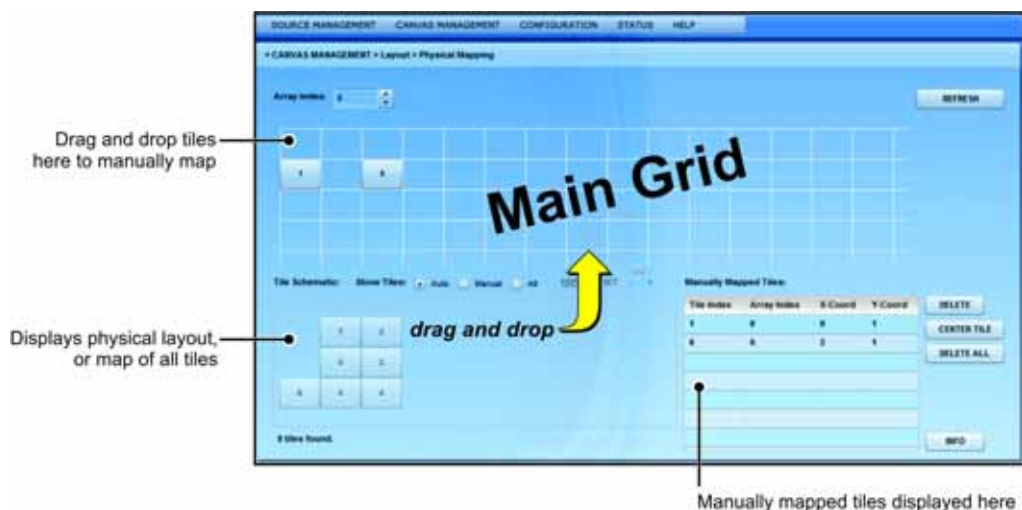 SOURCE MANAGEMENT CANVAS MANAGEMENT CONFIGURATION STATUS HELP
• CANVAS MANAGEMENT > Layout > Physical Mapping
Array Index: 0
REFRESH
Drag and drop tiles
here to manually map
1
Main Grid
Tile Schematic: Show Tiles: Auto Manual All
Manually Mapped Tiles:
Tile Index Array Index X-Coord Y-Coord
DELETE
CENTER TILE
DELETE ALL
drag and drop
Displays physical layout,
or map of all tiles
9 tiles found.
INFO
Manually mapped tiles displayed here